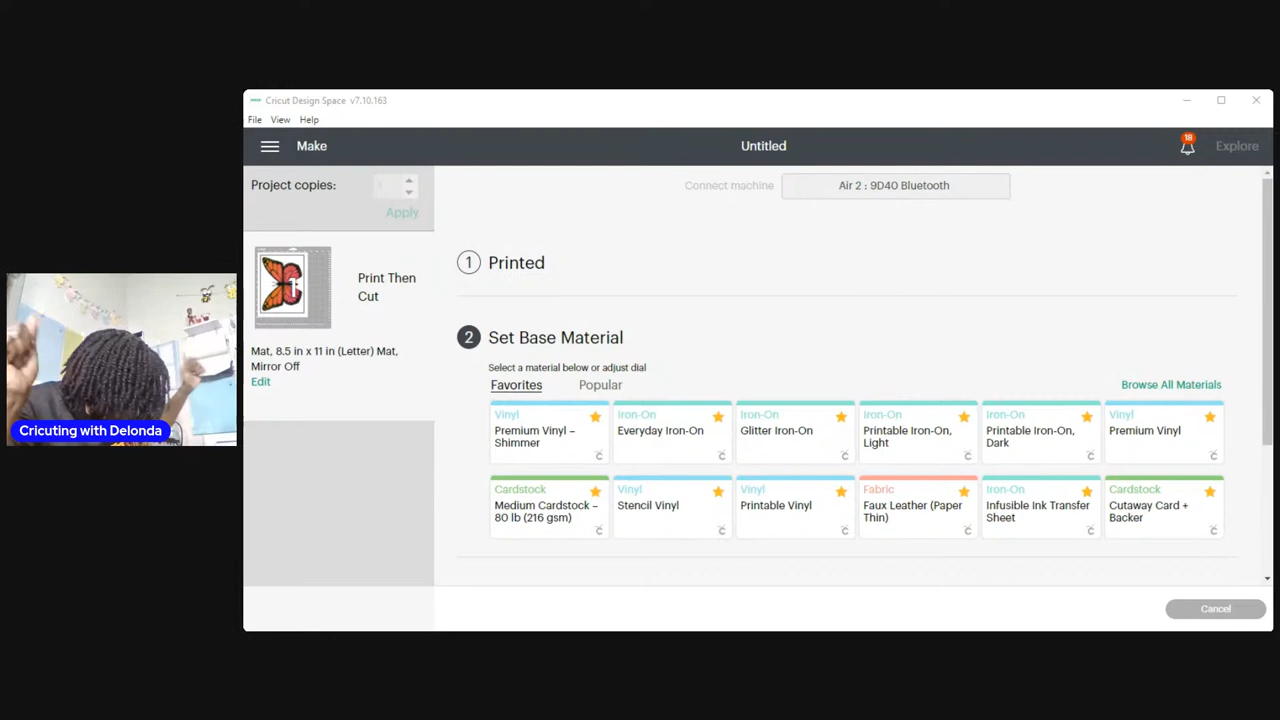 Cricut Design Space v7.10.163
File View Help
Make
Untitled
18
Explore
Project copies:
1
Apply
Connect machine
Air 2 : 9D40 Bluetooth
Print Then
Cut
Mat, 8.5 in x 11 in (Letter) Mat,
Mirror Off
Edit
1 Printed
2 Set Base Material
Select a material below or adjust dial
Favorites
Popular
Browse All Materials
Vinyl
Premium Vinyl –
Shimmer
Iron-On
Everyday Iron-On
Iron-On
Glitter Iron-On
Iron-On
Printable Iron-On,
Light
Iron-On
Printable Iron-On,
Dark
Vinyl
Premium Vinyl
Cardstock
Medium Cardstock –
80 lb (216 gsm)
Vinyl
Stencil Vinyl
Vinyl
Printable Vinyl
Fabric
Faux Leather (Paper
Thin)
Iron-On
Infusible Ink Transfer
Sheet
Cardstock
Cutaway Card +
Backer
Cancel
Cricuting with Delonda